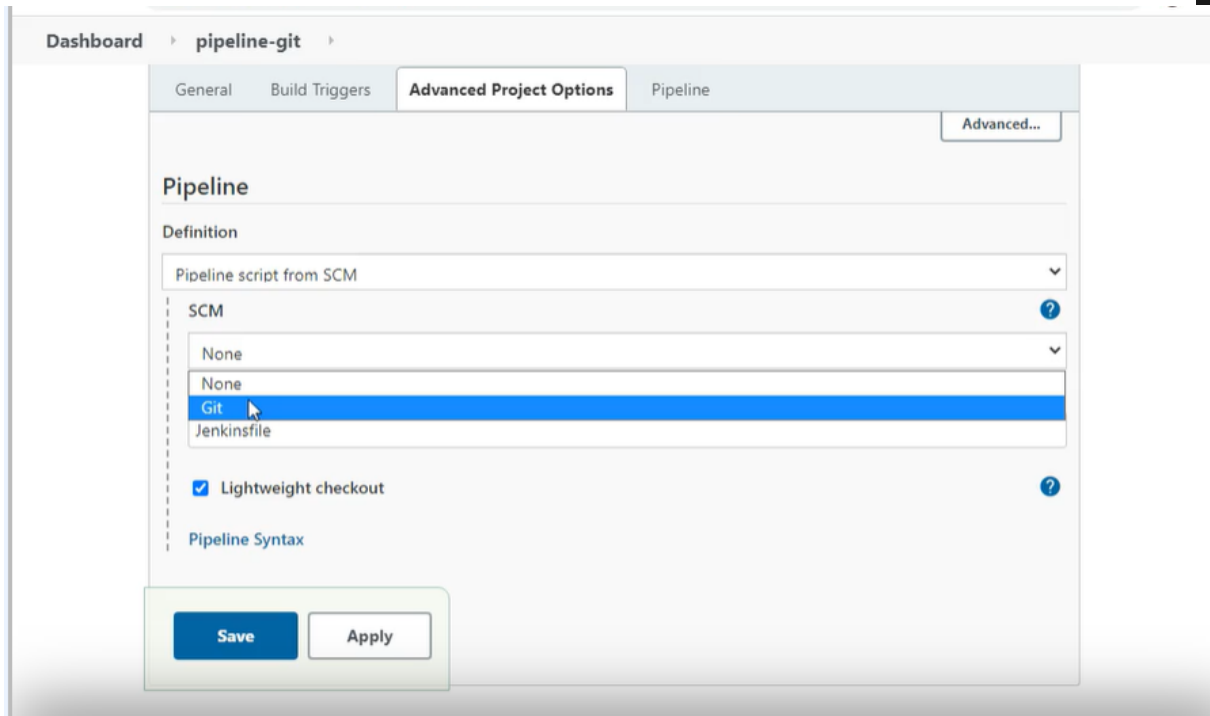 Dashboard pipeline-git
General Build Triggers Advanced Project Options Pipeline
Advanced...
Pipeline
Definition
Pipeline script from SCM
SCM
?
None
None
Git
Jenkinsfile
Lightweight checkout
?
Pipeline Syntax
Save Apply